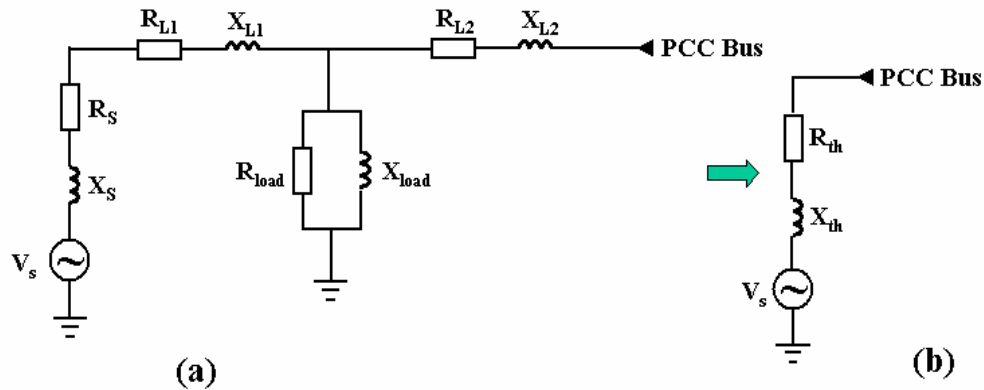 R_L1
X_L1
R_L2
X_L2
PCC Bus
R_S
X_S
V_s
R_load
X_load
(a)
PCC Bus
R_th
X_th
V_s
(b)